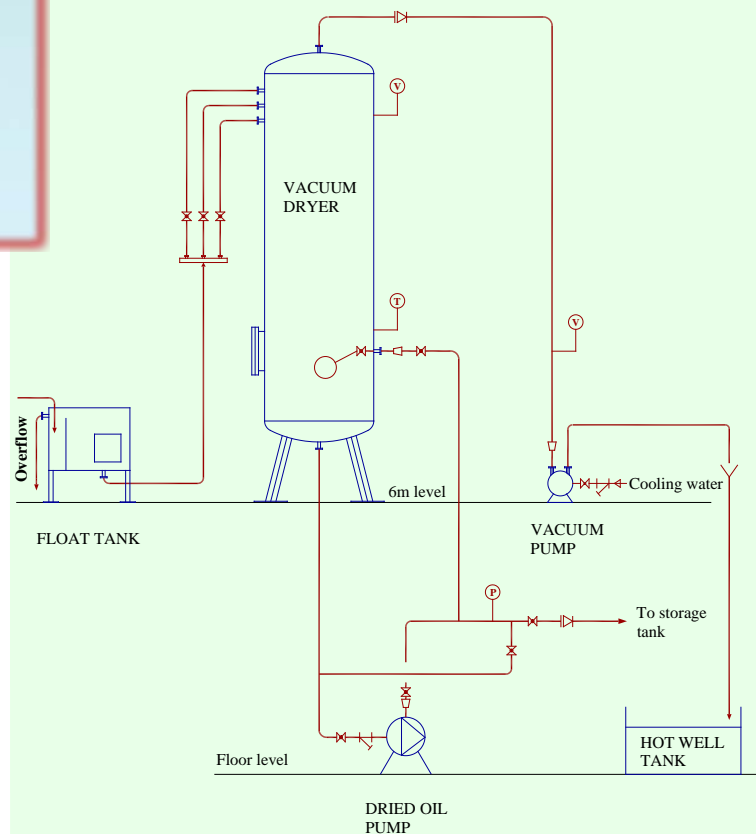 V
VACUUM
DRYER
T
V
Overflow
6m level
Cooling water
FLOAT TANK
VACUUM
PUMP
P
To storage
tank
HOT WELL
TANK
Floor level
DRIED OIL
PUMP